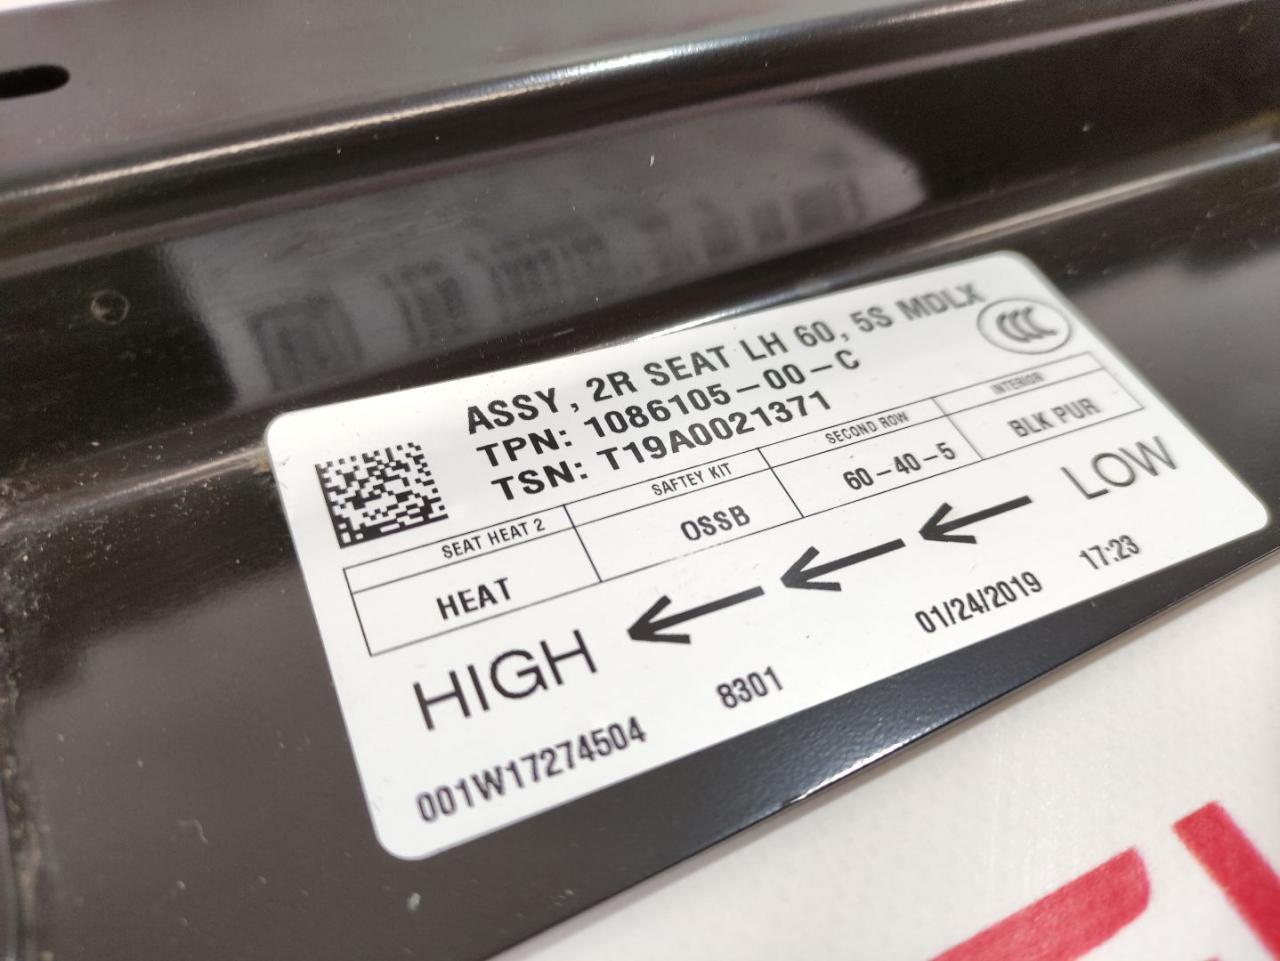 ASSY, 2R SEAT LH 60, 5S MDLX
TPN: 1086105-00-C
TSN: T19A0021371
CCC
SEAT HEAT 2 SAFTEY KIT SECOND ROW INTERIOR
HEAT OSSB 60-40-5 BLK PUR
HIGH LOW
001W17274504 8301 01/24/2019 17:23